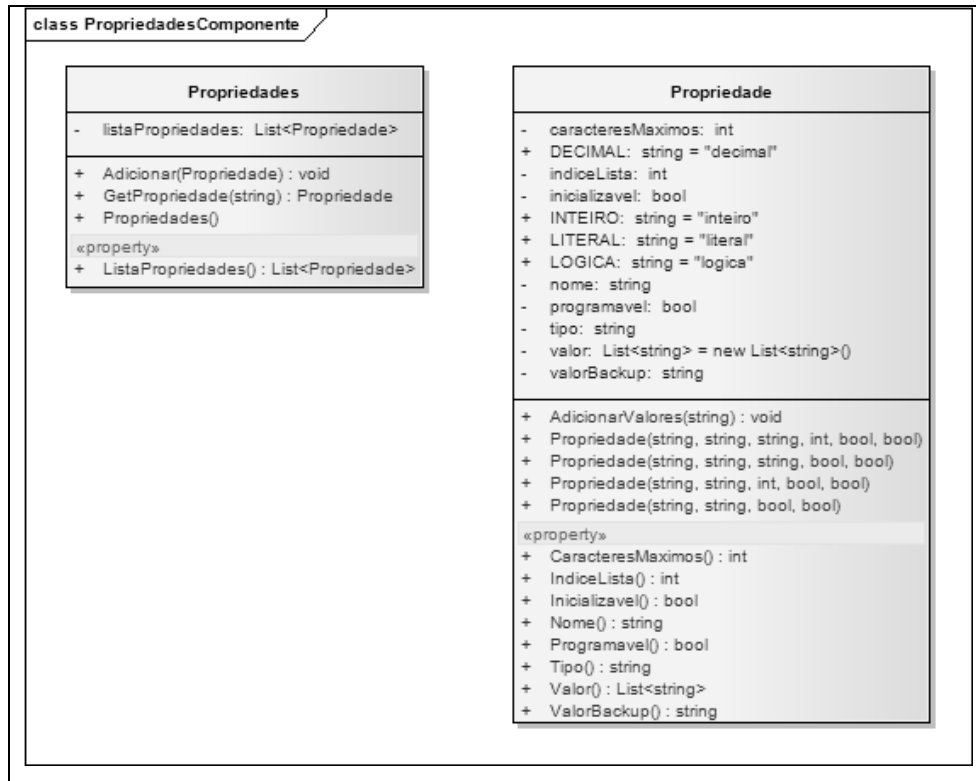 class PropriedadesComponente
Propriedades
- listaPropriedades: List<Propriedade>
+ Adicionar(Propriedade) : void
+ GetPropriedade(string) : Propriedade
+ Propriedades()
«property»
+ ListaPropriedades() : List<Propriedade>
Propriedade
- caracteresMaximos: int
+ DECIMAL: string = "decimal"
- indiceLista: int
- inicializavel: bool
+ INTEIRO: string = "inteiro"
+ LITERAL: string = "literal"
+ LOGICA: string = "logica"
- nome: string
- programavel: bool
- tipo: string
- valor: List<string> = new List<string>()
- valorBackup: string
+ AdicionarValores(string) : void
+ Propriedade(string, string, string, int, bool, bool)
+ Propriedade(string, string, string, bool, bool)
+ Propriedade(string, string, int, bool, bool)
+ Propriedade(string, string, bool, bool)
«property»
+ CaracteresMaximos() : int
+ IndiceLista() : int
+ Inicializavel() : bool
+ Nome() : string
+ Programavel() : bool
+ Tipo() : string
+ Valor() : List<string>
+ ValorBackup() : string